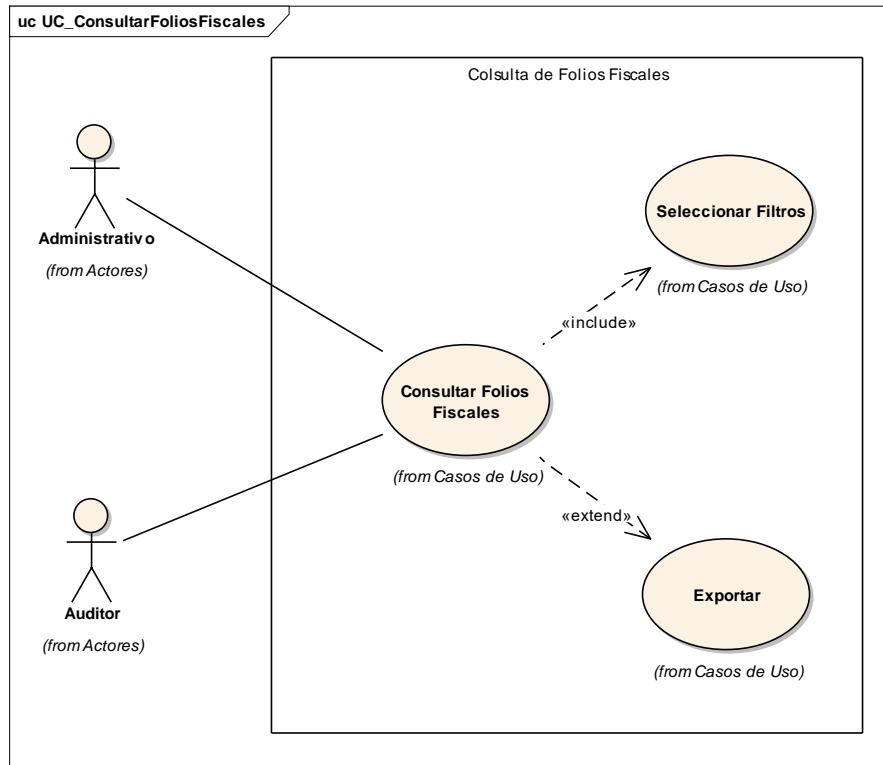 uc UC_ConsultarFoliosFiscales
Colsulta de Folios Fiscales
Administrativo
(from Actores)
Seleccionar Filtros
(from Casos de Uso)
«include»
Consultar Folios
Fiscales
(from Casos de Uso)
«extend»
Auditor
(from Actores)
Exportar
(from Casos de Uso)